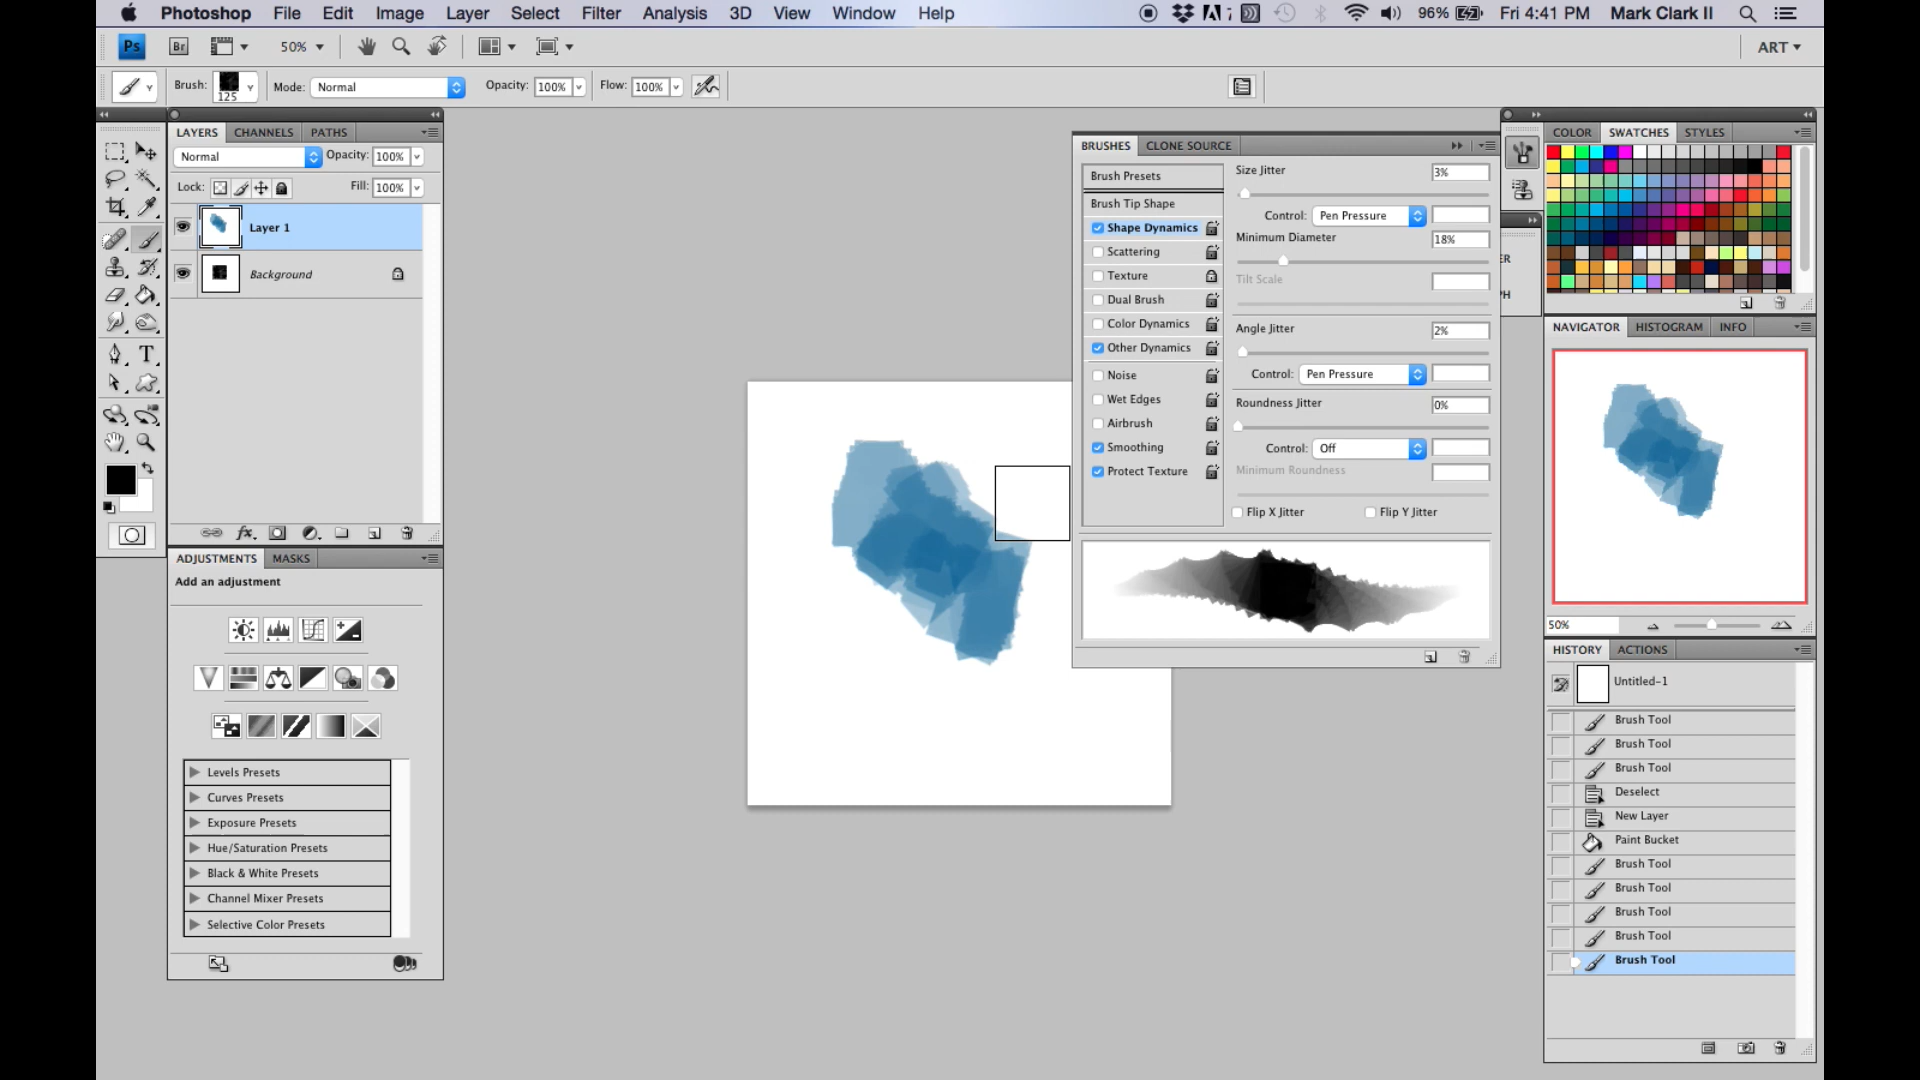 Photoshop File Edit Image Layer Select Filter Analysis 3D View Window Help 7 96% Fri 4:41 PM Mark Clark II
Ps Br 50% ART
Brush: 125 Mode: Normal Opacity: 100% Flow: 100%
LAYERS CHANNELS PATHS
Normal Opacity: 100%
Lock: Fill: 100%
Layer 1
Background
fx
T
ADJUSTMENTS MASKS
Add an adjustment
Levels Presets
Curves Presets
Exposure Presets
Hue/Saturation Presets
Black & White Presets
Channel Mixer Presets
Selective Color Presets
BRUSHES CLONE SOURCE
Brush Presets
Brush Tip Shape
Shape Dynamics
Scattering
Texture
Dual Brush
Color Dynamics
Other Dynamics
Noise
Wet Edges
Airbrush
Smoothing
Protect Texture
Size Jitter 3%
Control: Pen Pressure
Minimum Diameter 18%
Tilt Scale
Angle Jitter 2%
Control: Pen Pressure
Roundness Jitter 0%
Control: Off
Minimum Roundness
Flip X Jitter Flip Y Jitter
ER
PH
COLOR SWATCHES STYLES
NAVIGATOR HISTOGRAM INFO
50%
HISTORY ACTIONS
Untitled-1
Brush Tool
Brush Tool
Brush Tool
Deselect
New Layer
Paint Bucket
Brush Tool
Brush Tool
Brush Tool
Brush Tool
Brush Tool